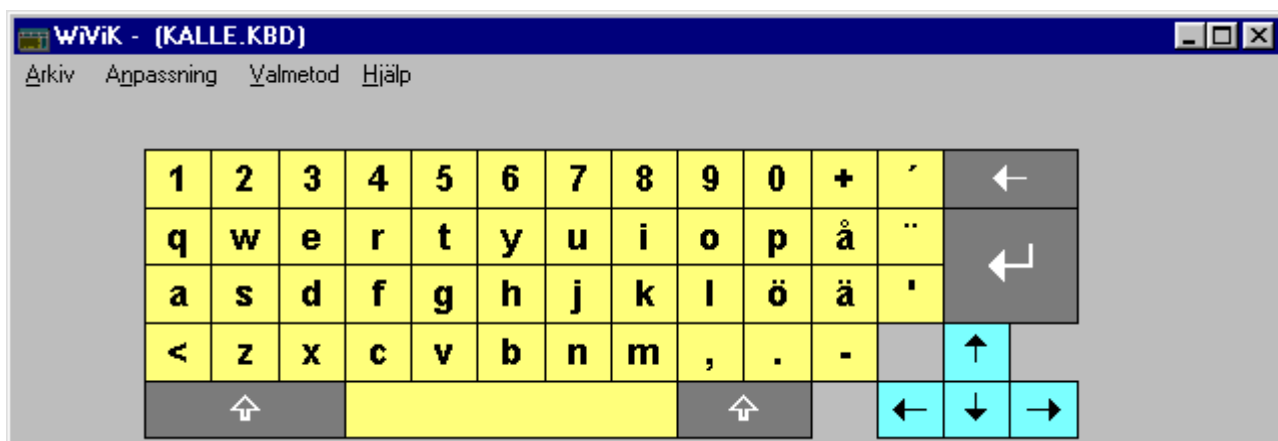 WiViK - (KALLE.KBD)
Arkiv Anpassning Valmetod Hjälp
1 2 3 4 5 6 7 8 9 0 + ´ ←
q w e r t y u i o p å ¨ ↵
a s d f g h j k l ö ä '
< z x c v b n m , . - ↑
⇧ ⇧ ← ↓ →